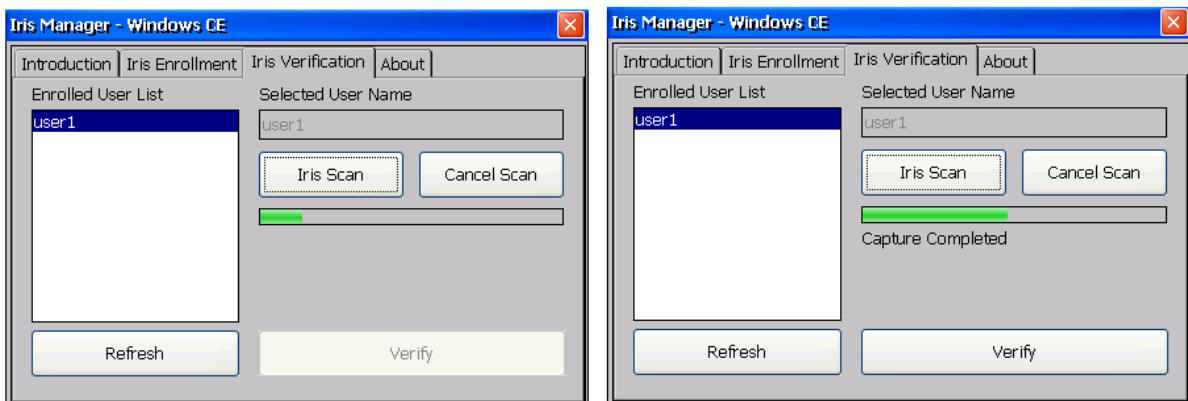 Iris Manager - Windows CE
Introduction Iris Enrollment Iris Verification About
Enrolled User List Selected User Name
user1 user1
Iris Scan Cancel Scan
Refresh Verify
Iris Manager - Windows CE
Introduction Iris Enrollment Iris Verification About
Enrolled User List Selected User Name
user1 user1
Iris Scan Cancel Scan
Capture Completed
Refresh Verify